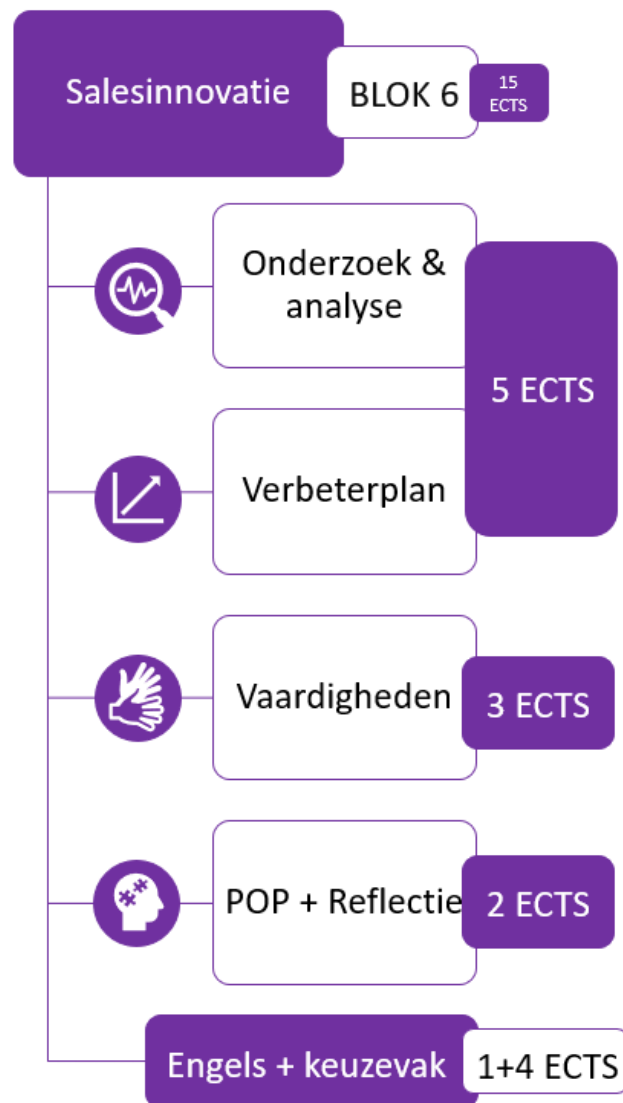 Salesinnovatie
BLOK 6
15
ECTS
Onderzoek &
analyse
5 ECTS
Verbeterplan
Vaardigheden
3 ECTS
POP + Reflectie
2 ECTS
Engels + keuzevak
1+4 ECTS